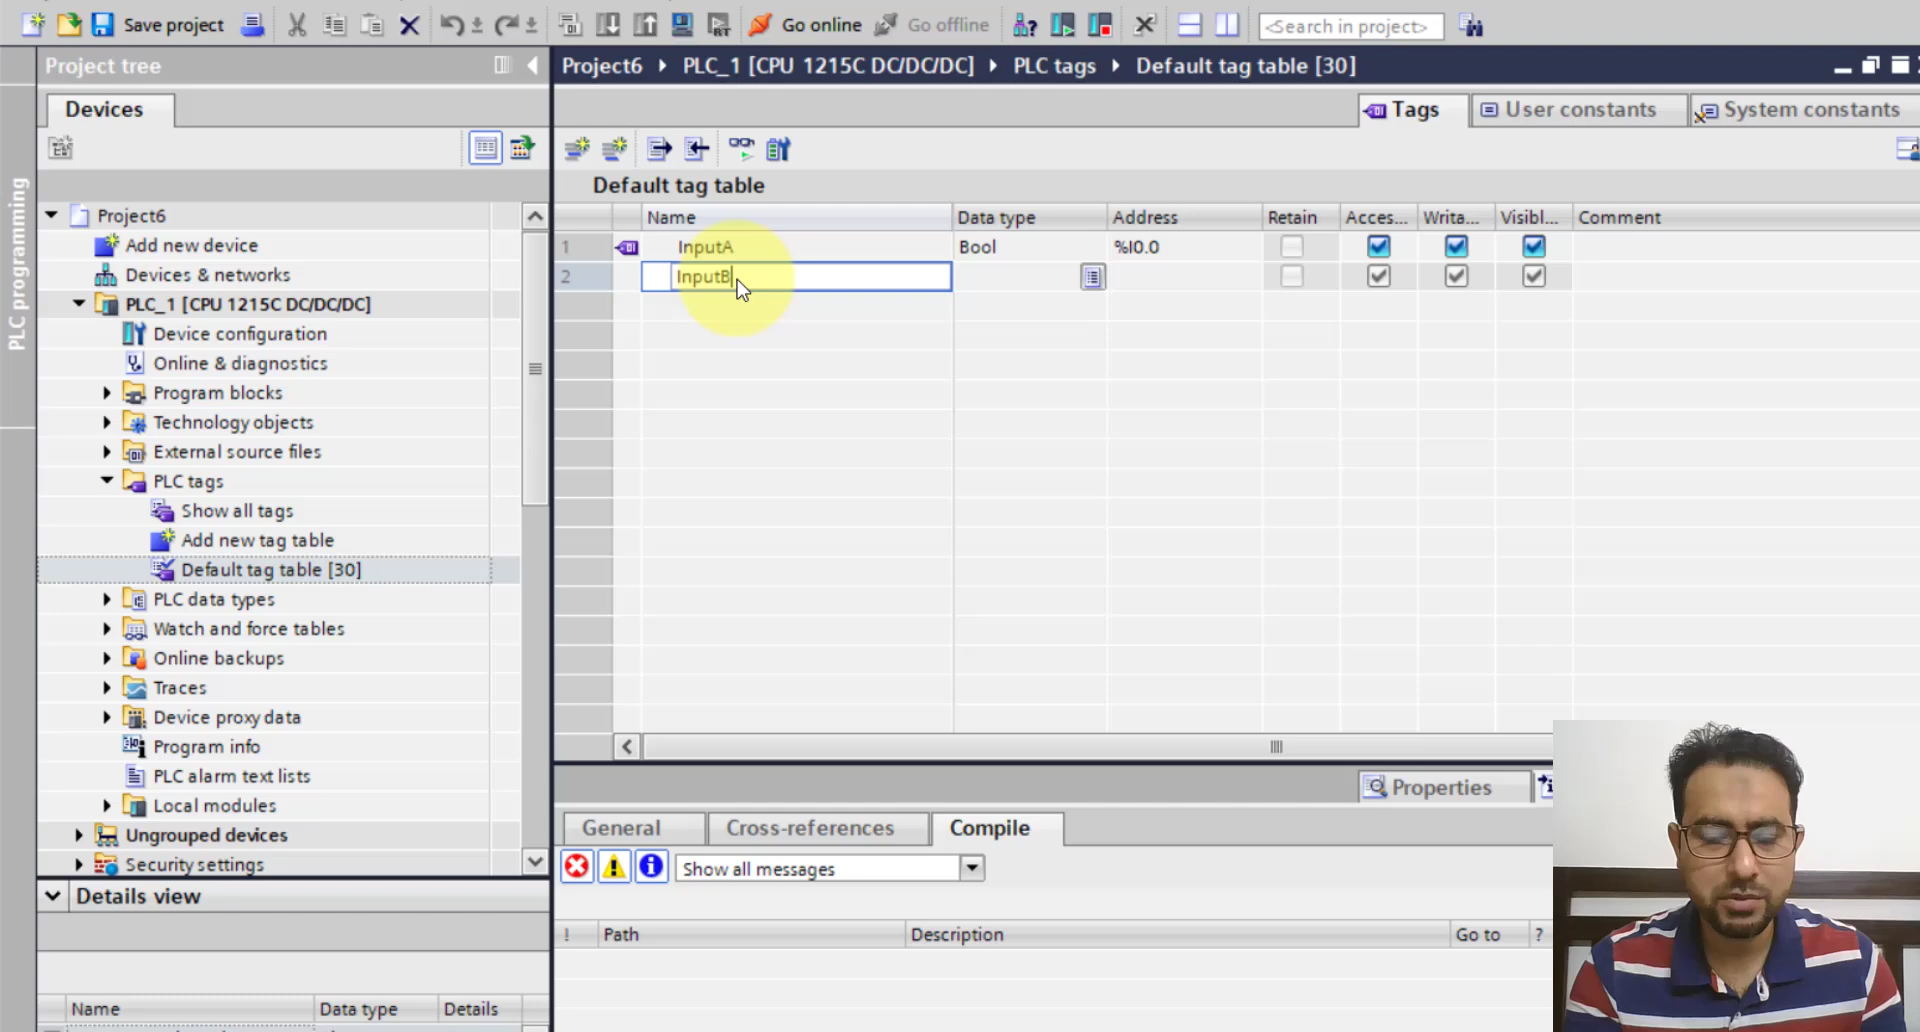 Save project
Go online
Go offline
<Search in project>
Project tree
Project6 PLC_1 [CPU 1215C DC/DC/DC] PLC tags Default tag table [30]
Devices
Tags
User constants
System constants
PLC programming
Default tag table
Name Data type Address Retain Acces... Writa... Visibl... Comment
1 InputA Bool %I0.0
2 InputB
Project6
Add new device
Devices & networks
PLC_1 [CPU 1215C DC/DC/DC]
Device configuration
Online & diagnostics
Program blocks
Technology objects
External source files
PLC tags
Show all tags
Add new tag table
Default tag table [30]
PLC data types
Watch and force tables
Online backups
Traces
Device proxy data
Program info
PLC alarm text lists
Local modules
Ungrouped devices
Security settings
Details view
Name Data type Details
Properties
General
Cross-references
Compile
Show all messages
! Path Description Go to ?